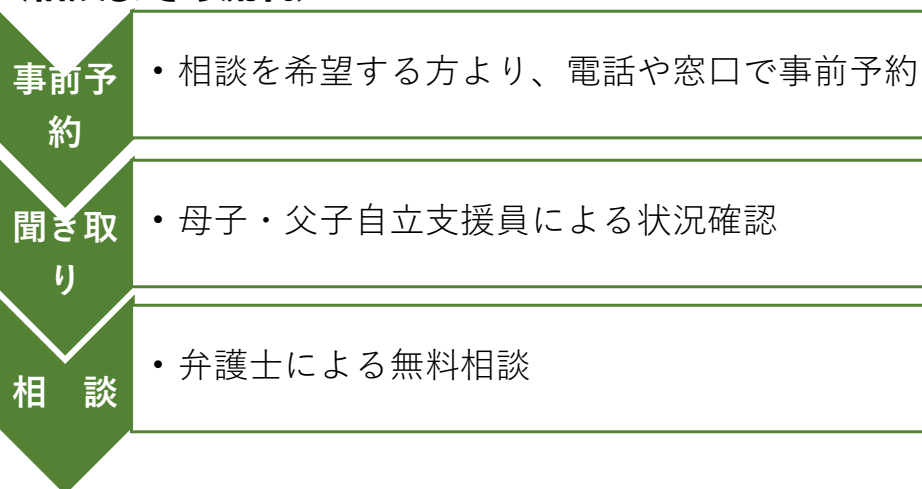 事前予
約
・相談を希望する方より、電話や窓口で事前予約
聞き取
り
・母子・父子自立支援員による状況確認
相　談
・弁護士による無料相談